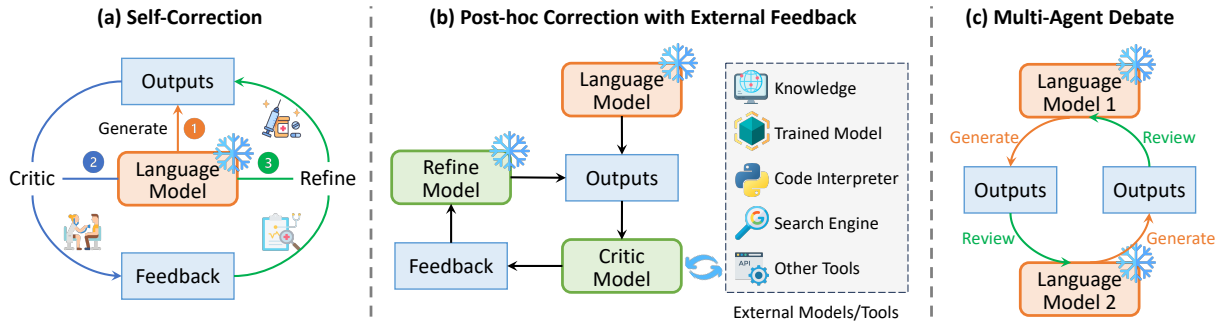 (a) Self-Correction
Outputs
Generate
1
2
Critic
Language
Model
3
Refine
Feedback
(b) Post-hoc Correction with External Feedback
Language
Model
Refine
Model
Outputs
Feedback
Critic
Model
Knowledge
Trained Model
Code Interpreter
G
Search Engine
API
Other Tools
External Models/Tools
(c) Multi-Agent Debate
Language
Model 1
Generate
Review
Outputs
Outputs
Review
Generate
Language
Model 2